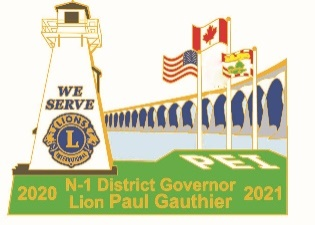 WE
SERVE
LIONS
L
INTERNATIONAL
PEI
2020 N-1 District Governor 2021
Lion Paul Gauthier